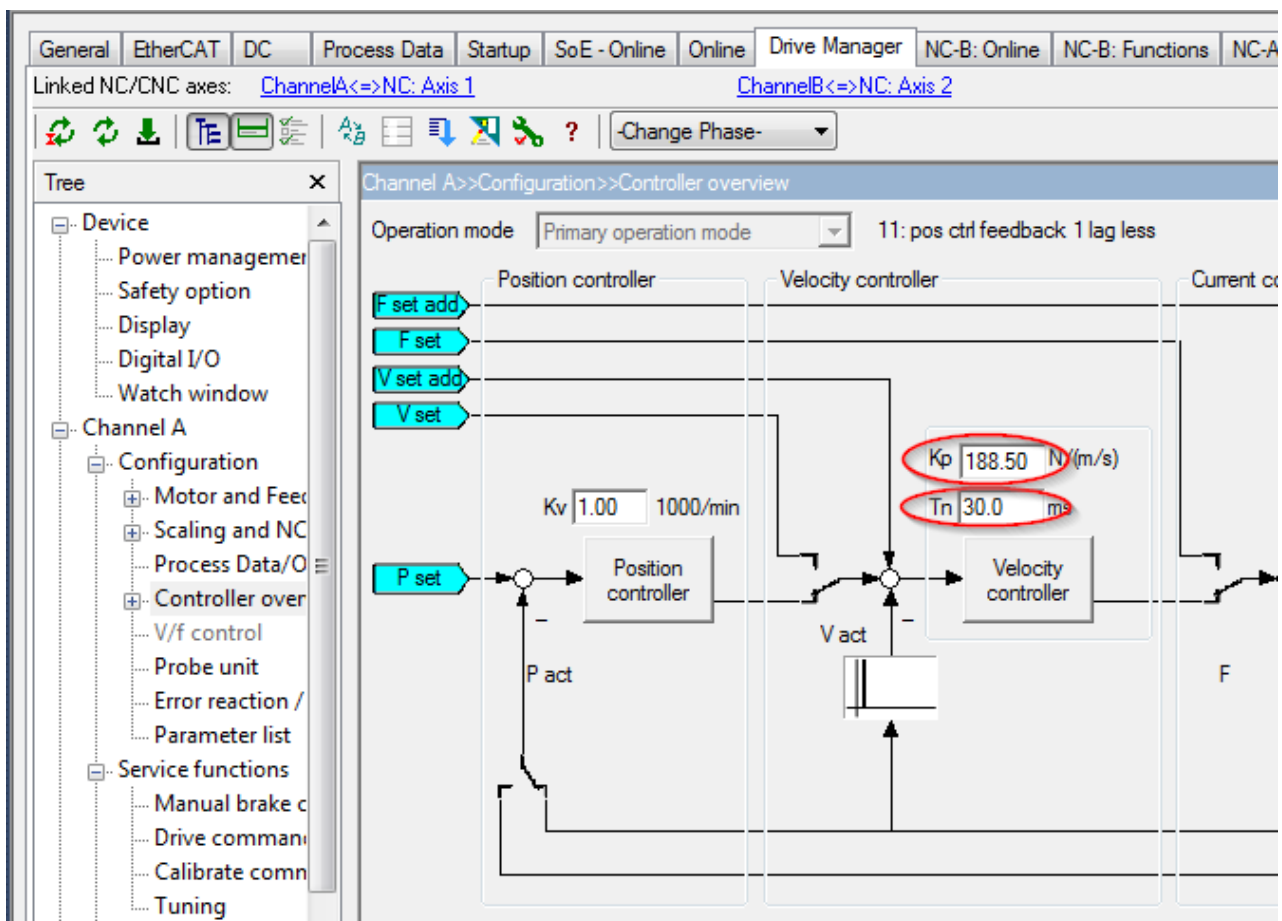 General EtherCAT DC Process Data Startup SoE - Online Online Drive Manager NC-B: Online NC-B: Functions NC-A
Linked NC/CNC axes: ChannelA<=>NC: Axis 1 ChannelB<=>NC: Axis 2
? -Change Phase-
Tree
Device
Power managemer
Safety option
Display
Digital I/O
Watch window
Channel A
Configuration
Motor and Feed
Scaling and NC
Process Data/O
Controller over
V/f control
Probe unit
Error reaction /
Parameter list
Service functions
Manual brake c
Drive comman
Calibrate comn
Tuning
Channel A>>Configuration>>Controller overview
Operation mode Primary operation mode 11: pos ctrl feedback 1 lag less
Position controller Velocity controller Current co
F set add
F set
V set add
V set
Kp 188.50 N/(m/s)
Tn 30.0 ms
Kv 1.00 1000/min
P set
Position controller
Velocity controller
V act
P act
F